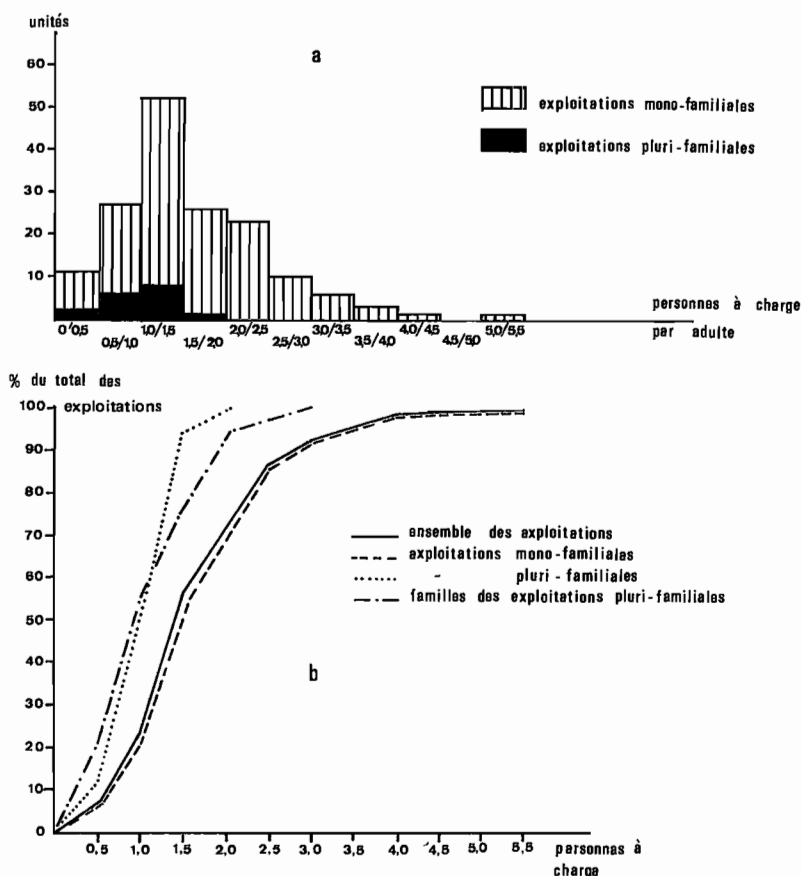 unités
a
60
50
40
30
20
10
exploitations mono-familiales
exploitations pluri-familiales
0/0,5
0,5/1,0
1,0/1,5
1,5/2,0
2,0/2,5
2,5/3,0
3,0/3,5
3,5/4,0
4,0/4,5
4,5/5,0
5,0/5,5
personnes à charge
par adulte
% du total des
exploitations
100
90
80
70
60
50
40
30
20
10
0
ensemble des exploitations
exploitations mono-familiales
- pluri-familiales
familles des exploitations pluri-familiales
b
0,5 1,0 1,5 2,0 2,5 3,0 3,5 4,0 4,5 5,0 5,5 personnes à
charge